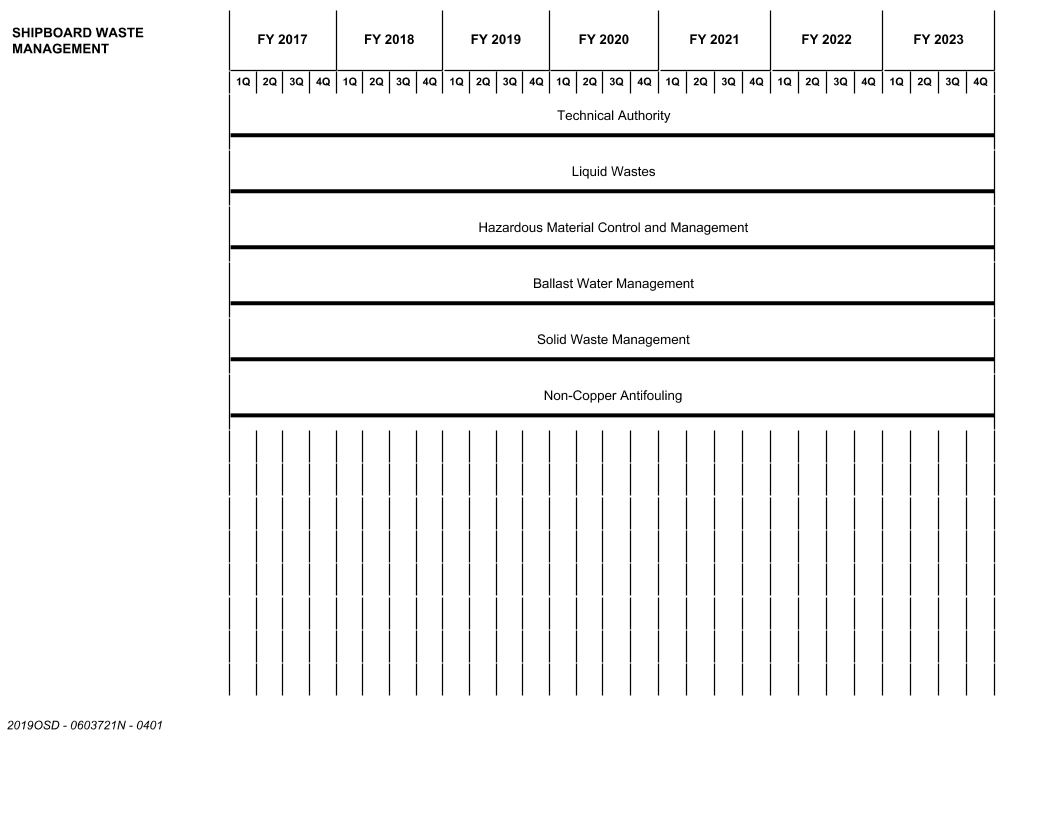 SHIPBOARD WASTE
MANAGEMENT
FY 2017 FY 2018 FY 2019 FY 2020 FY 2021 FY 2022 FY 2023
1Q 2Q 3Q 4Q 1Q 2Q 3Q 4Q 1Q 2Q 3Q 4Q 1Q 2Q 3Q 4Q 1Q 2Q 3Q 4Q 1Q 2Q 3Q 4Q 1Q 2Q 3Q 4Q
Technical Authority
Liquid Wastes
Hazardous Material Control and Management
Ballast Water Management
Solid Waste Management
Non-Copper Antifouling
2019OSD - 0603721N - 0401